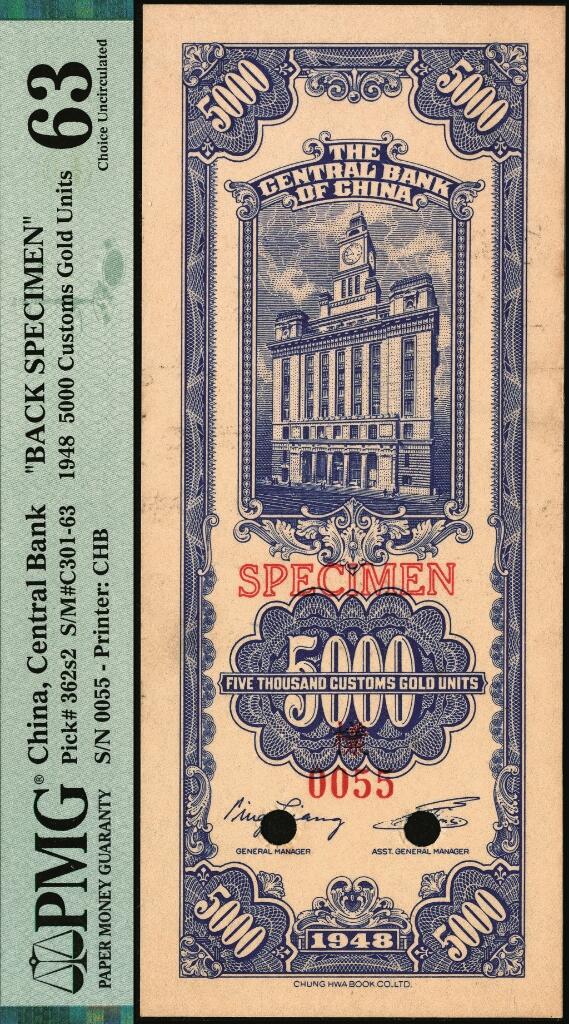 PMG®
PAPER MONEY GUARANTY
China, Central Bank
Pick# 362s2 S/M#C301-63
S/N 0055 - Printer: CHB
"BACK SPECIMEN"
1948 5000 Customs Gold Units
63
Choice Uncirculated
5000
5000
THE
CENTRAL BANK
OF CHINA
SPECIMEN
5000
FIVE THOUSAND CUSTOMS GOLD UNITS
0055
GENERAL MANAGER
ASST. GENERAL MANAGER
5000
5000
1948
CHUNG HWA BOOK CO., LTD.